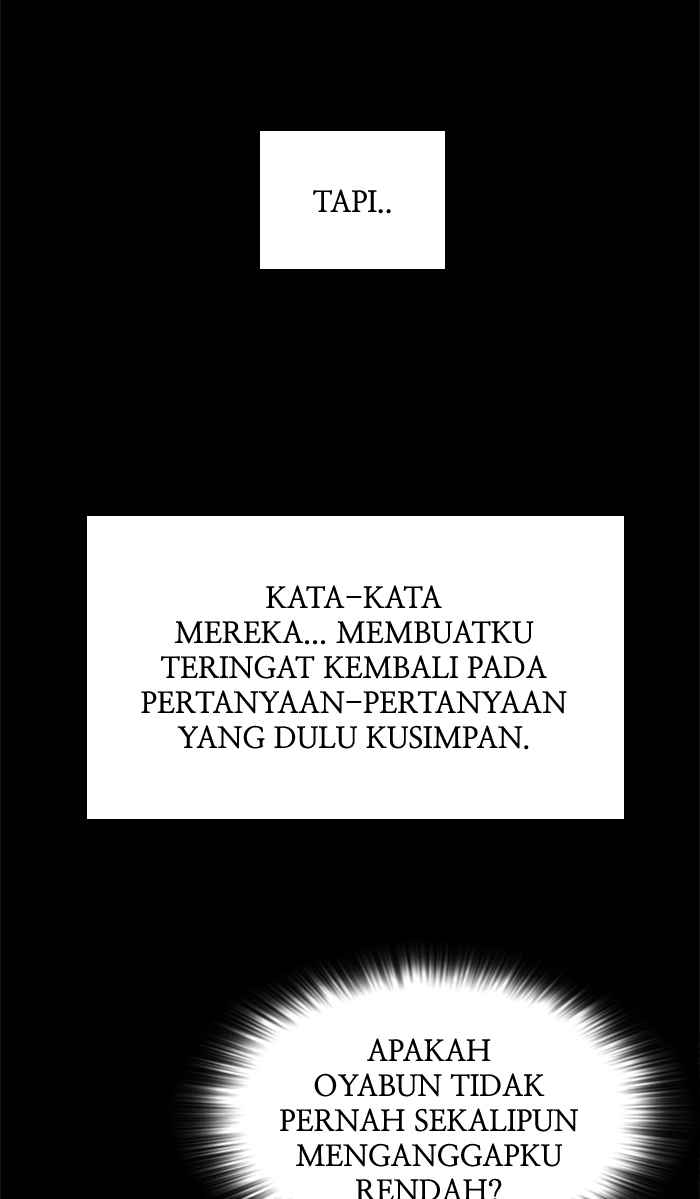 TAPI..
KATA-KATA
MEREKA... MEMBUATKU
TERINGAT KEMBALI PADA
PERTANYAAN-PERTANYAAN
YANG DULU KUSIMPAN.
APAKAH
OYABUN TIDAK
PERNAH SEKALIPUN
MENGANGGAPKU
RENDAH?